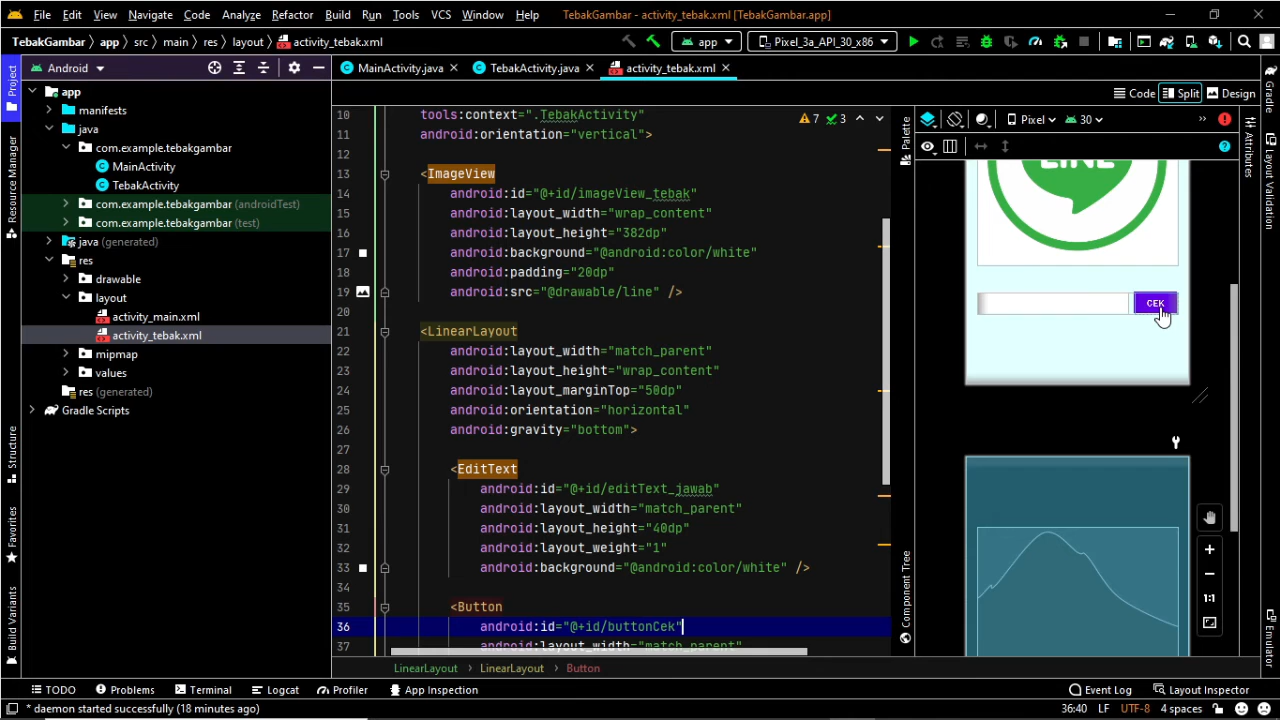 File Edit View Navigate Code Analyze Refactor Build Run Tools VCS Window Help TebakGambar - activity_tebak.xml [TebakGambar.app]
TebakGambar app src main res layout activity_tebak.xml app Pixel_3a_API_30_x86
Android MainActivity.java TebakActivity.java activity_tebak.xml
Code Split Design
Project
Resource Manager
Structure
Favorites
Build Variants
app
manifests
java
com.example.tebakgambar
MainActivity
TebakActivity
com.example.tebakgambar (androidTest)
com.example.tebakgambar (test)
java (generated)
res
drawable
layout
activity_main.xml
activity_tebak.xml
mipmap
values
res (generated)
Gradle Scripts
7 3
10 tools:context=".TebakActivity"
11 android:orientation="vertical">
12
13 <ImageView
14 android:id="@+id/imageView_tebak"
15 android:layout_width="wrap_content"
16 android:layout_height="382dp"
17 android:background="@android:color/white"
18 android:padding="20dp"
19 android:src="@drawable/line" />
20
21 <LinearLayout
22 android:layout_width="match_parent"
23 android:layout_height="wrap_content"
24 android:layout_marginTop="50dp"
25 android:orientation="horizontal"
26 android:gravity="bottom">
27
28 <EditText
29 android:id="@+id/editText_jawab"
30 android:layout_width="match_parent"
31 android:layout_height="40dp"
32 android:layout_weight="1"
33 android:background="@android:color/white" />
34
35 <Button
36 android:id="@+id/buttonCek"
37 android:layout_width="match_parent"
LinearLayout LinearLayout Button
Palette
Component Tree
Pixel 30
LINE
CEK
1:1
Gradle
Attributes
Layout Validation
Emulator
TODO Problems Terminal Logcat Profiler App Inspection Event Log Layout Inspector
* daemon started successfully (18 minutes ago) 36:40 LF UTF-8 4 spaces